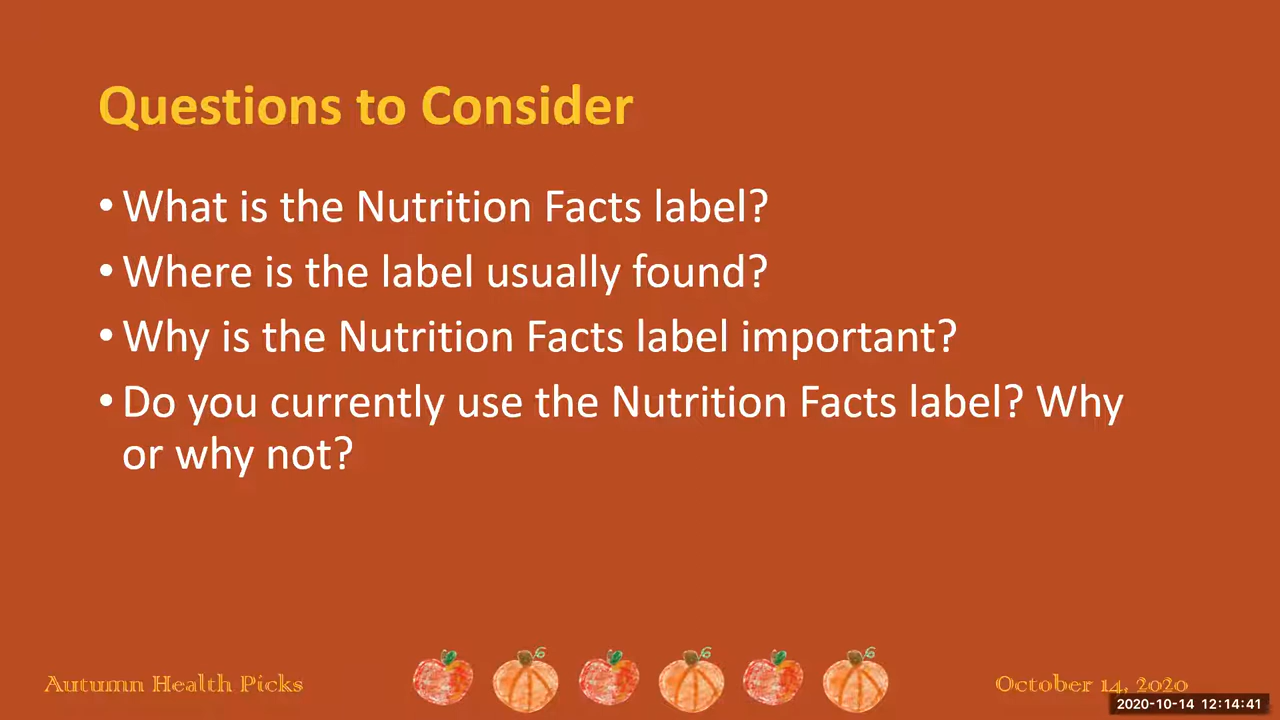 Questions to Consider
• What is the Nutrition Facts label?
• Where is the label usually found?
• Why is the Nutrition Facts label important?
• Do you currently use the Nutrition Facts label? Why
or why not?
Autumn Health Picks
October 14, 2020
2020-10-14 12:14:41